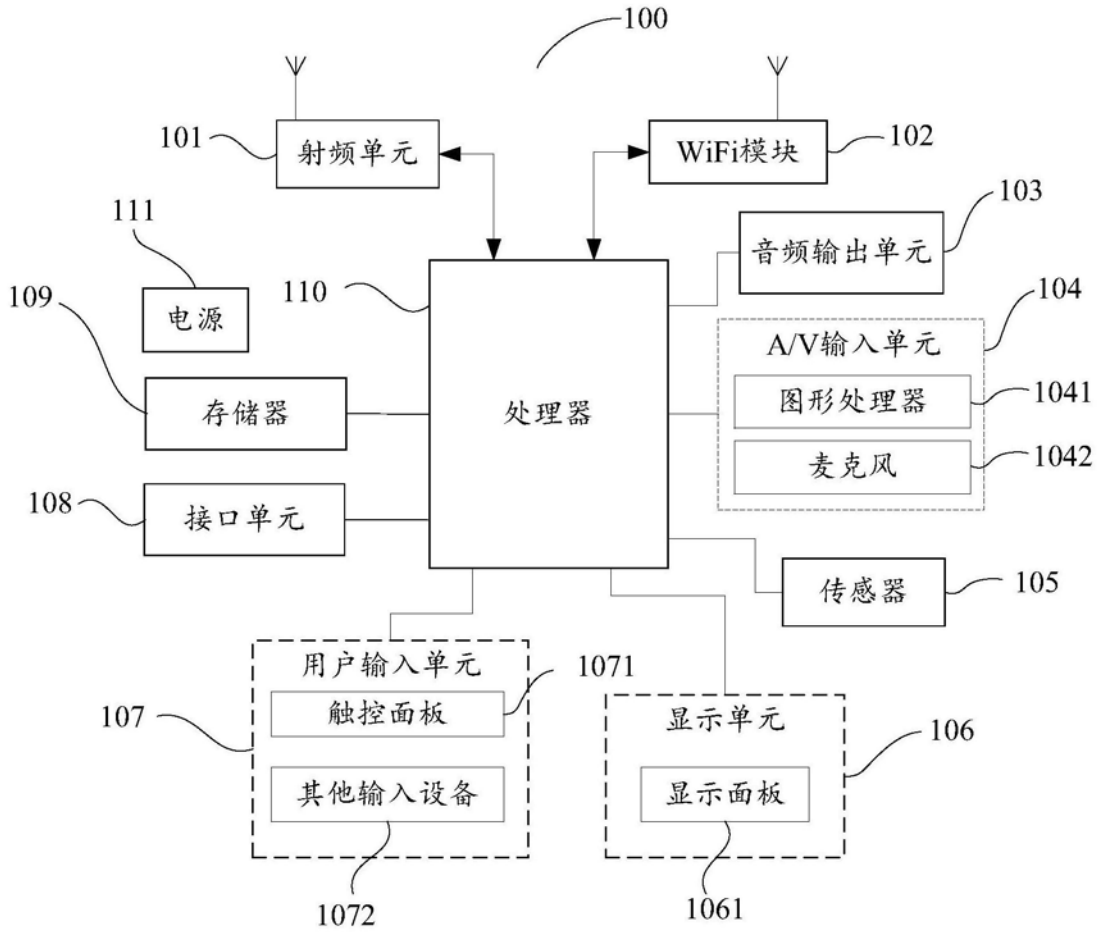 100
101
射频单元
WiFi模块
102
111
103
音频输出单元
109
电源
110
104
A/V输入单元
图形处理器
1041
存储器
处理器
麦克风
1042
108
接口单元
传感器
105
用户输入单元
1071
触控面板
107
显示单元
106
其他输入设备
显示面板
1072
1061